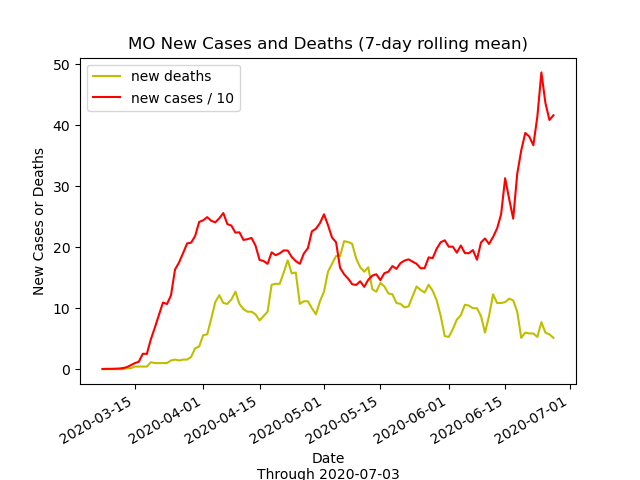 MO New Cases and Deaths (7-day rolling mean)
new deaths
new cases / 10
50
40
30
20
10
0
New Cases or Deaths
2020-03-15
2020-04-01
2020-04-15
2020-05-01
2020-05-15
2020-06-01
2020-06-15
2020-07-01
Date
Through 2020-07-03